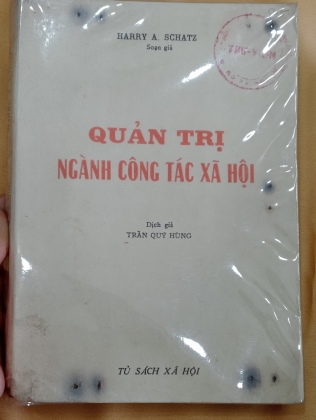 HARRY A. SCHATZ
Soạn giả
QUẢN TRỊ
NGÀNH CÔNG TÁC XÃ HỘI
Dịch giả
TRẦN QUÝ HÙNG
TỦ SÁCH XÃ HỘI